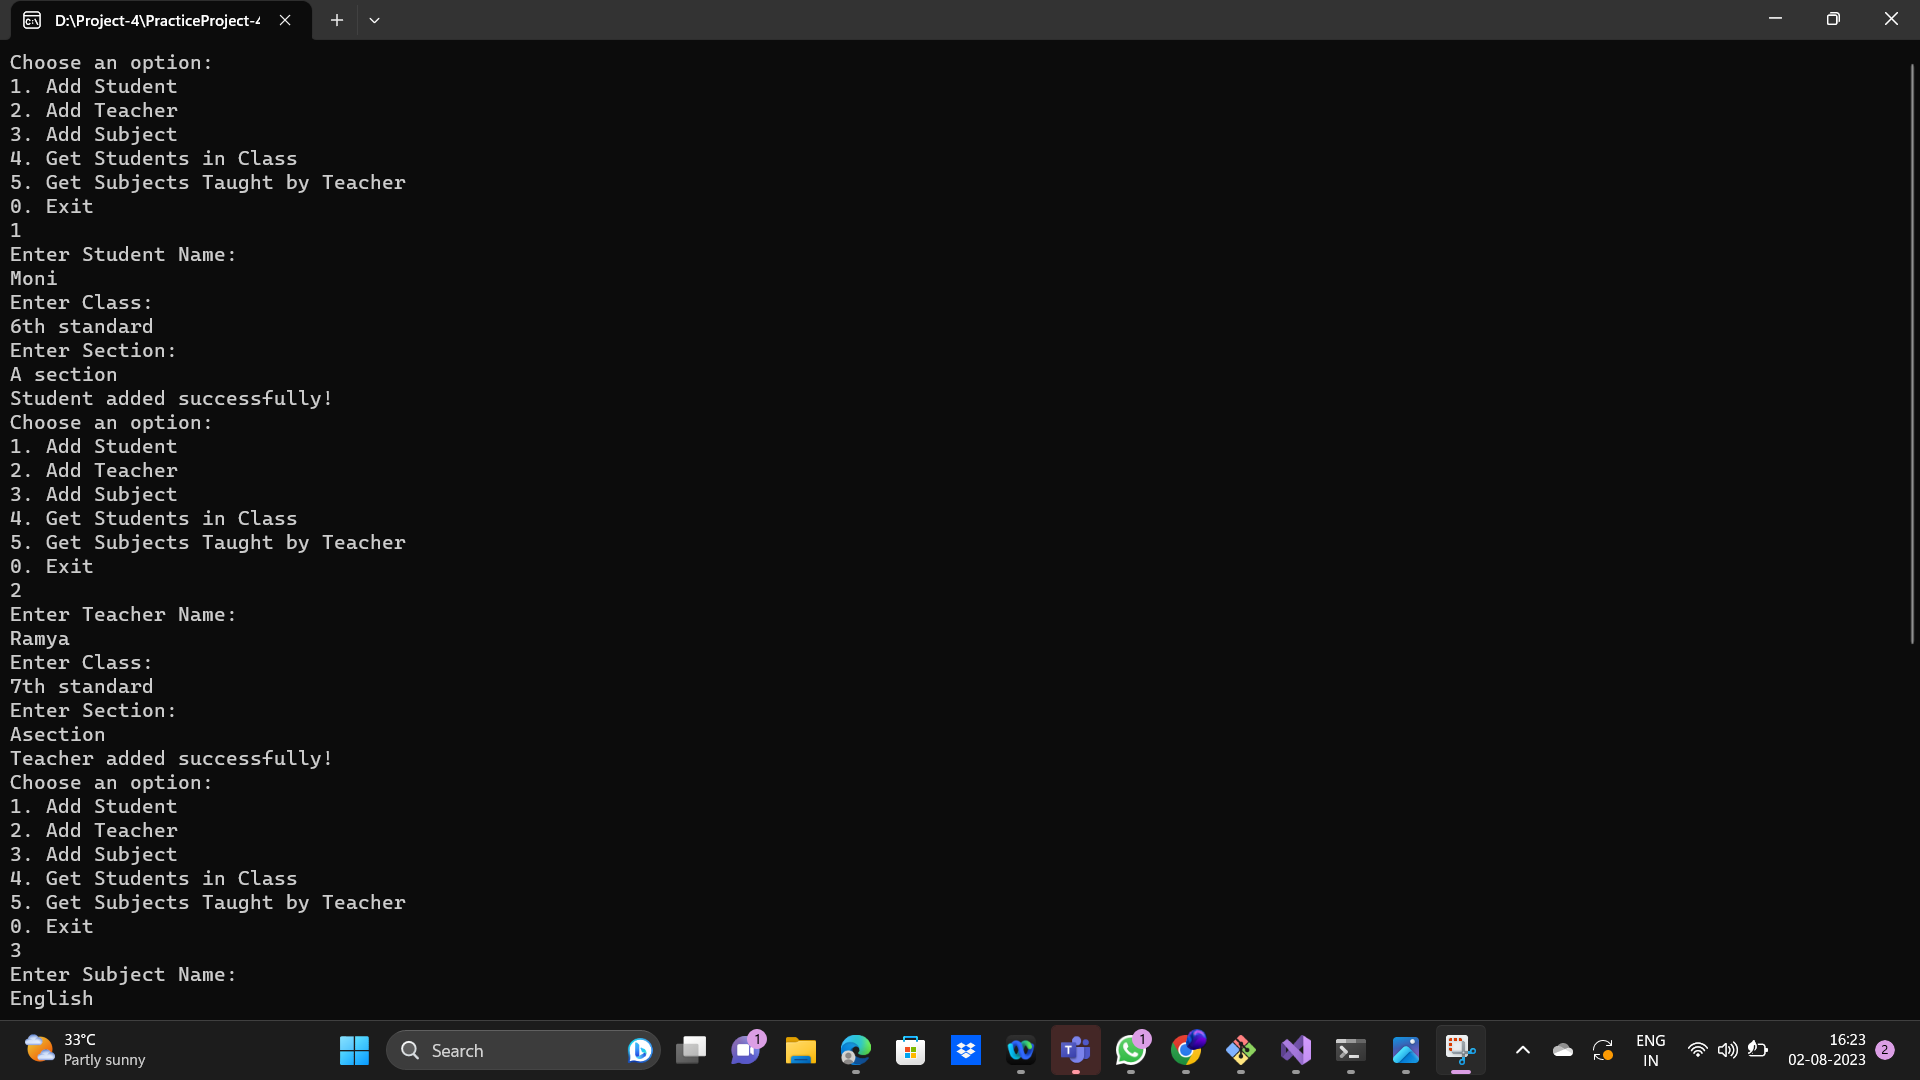 D:\Project-4\PracticeProject-4
Choose an option:
1. Add Student
2. Add Teacher
3. Add Subject
4. Get Students in Class
5. Get Subjects Taught by Teacher
0. Exit
1
Enter Student Name:
Moni
Enter Class:
6th standard
Enter Section:
A section
Student added successfully!
Choose an option:
1. Add Student
2. Add Teacher
3. Add Subject
4. Get Students in Class
5. Get Subjects Taught by Teacher
0. Exit
2
Enter Teacher Name:
Ramya
Enter Class:
7th standard
Enter Section:
Asection
Teacher added successfully!
Choose an option:
1. Add Student
2. Add Teacher
3. Add Subject
4. Get Students in Class
5. Get Subjects Taught by Teacher
0. Exit
3
Enter Subject Name:
English
33°C
Partly sunny
Search
1
1
ENG
IN
16:23
02-08-2023
2